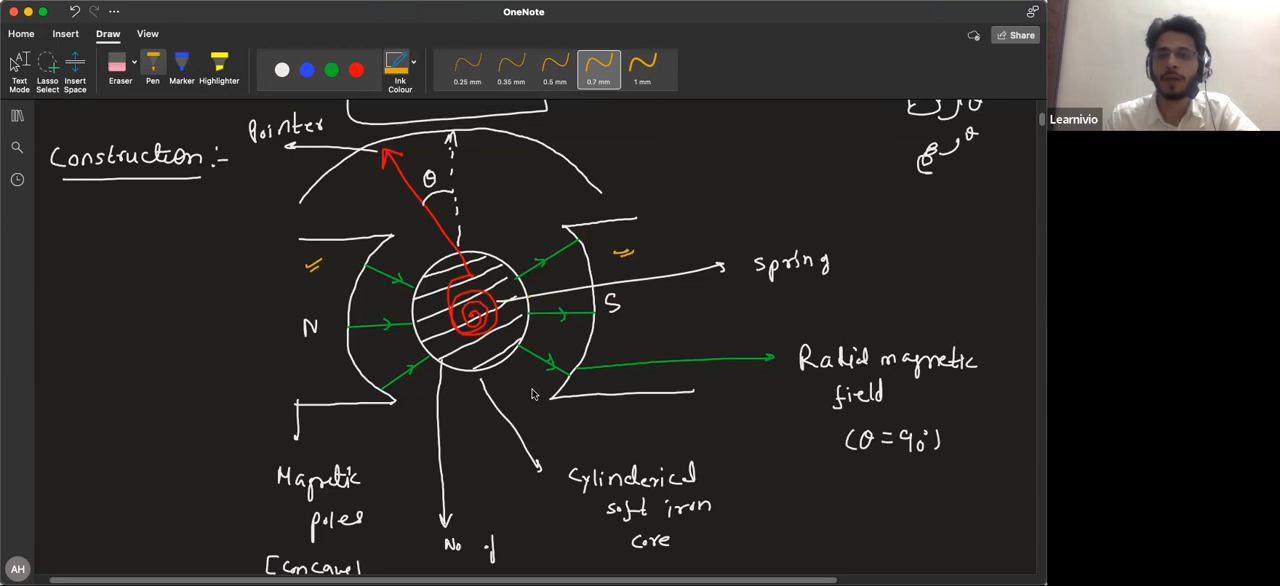 OneNote
Home Insert Draw View
Share
Text Mode
Lasso Select
Insert Space
Eraser
Pen
Marker
Highlighter
Ink Colour
0.25 mm
0.35 mm
0.5 mm
0.7 mm
1 mm
Learnivio
Pointer
Construction :-
θ
θ
θ
N
S
spring
Radial magnetic
field
(θ = 90°)
Magnetic
poles
[Concave
Cylinderical
soft iron
core
No of
AH